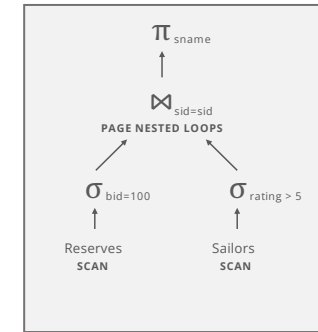 π sname
⋈ sid=sid
PAGE NESTED LOOPS
σ bid=100 σ rating > 5
Reserves Sailors
SCAN SCAN